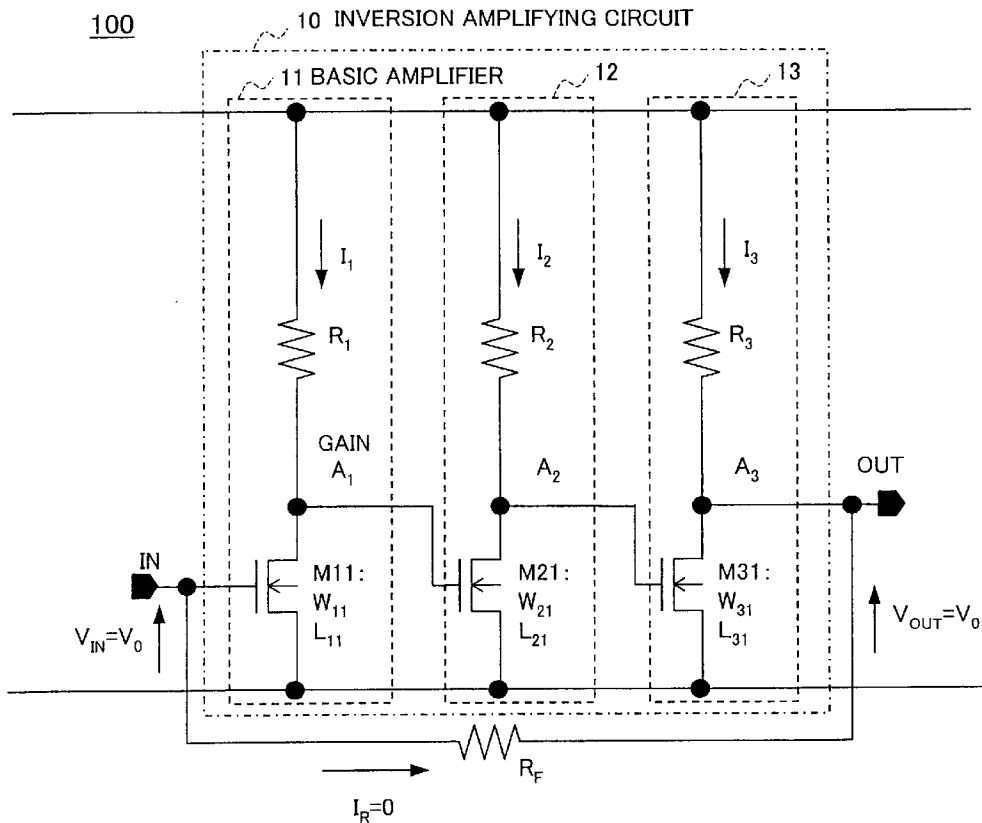 100
10 INVERSION AMPLIFYING CIRCUIT
11 BASIC AMPLIFIER
12
13
I1
I2
I3
R1
R2
R3
GAIN
A1
A2
A3
OUT
IN
M11:
W11
L11
M21:
W21
L21
M31:
W31
L31
VIN=V0
VOUT=V0
RF
IR=0